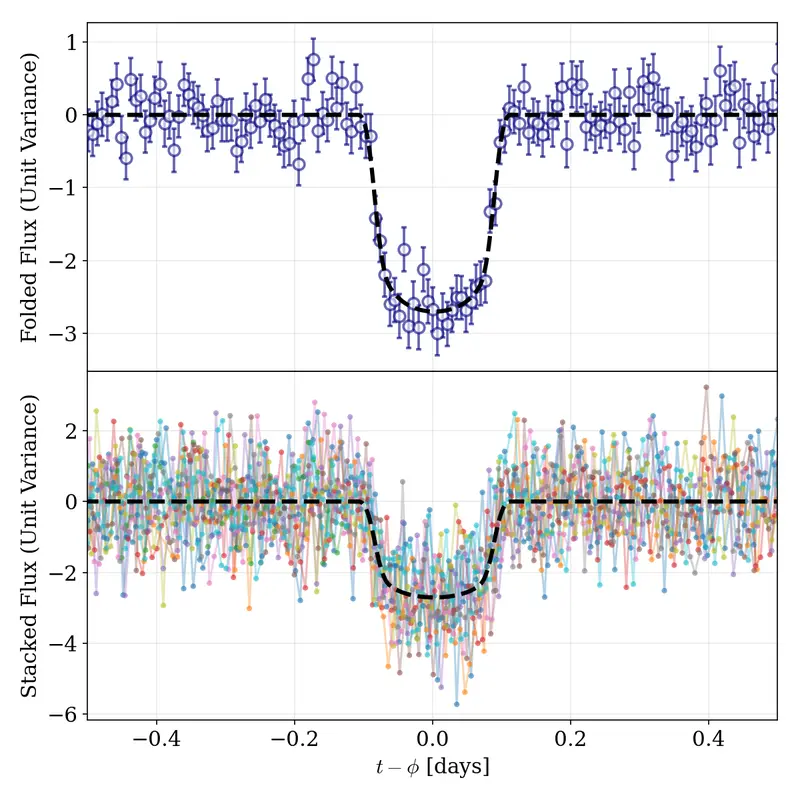 Folded Flux (Unit Variance)
1
0
−1
−2
−3
Stacked Flux (Unit Variance)
2
0
−2
−4
−6
−0.4 −0.2 0.0 0.2 0.4
t − ϕ [days]